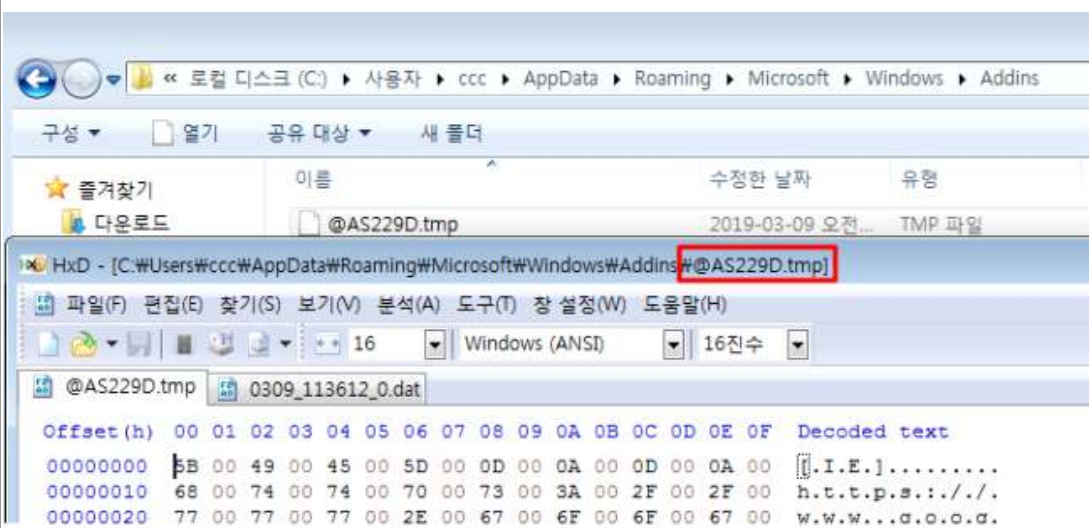 « 로컬 디스크 (C:) ▸ 사용자 ▸ ccc ▸ AppData ▸ Roaming ▸ Microsoft ▸ Windows ▸ Addins
구성 ▼ 열기 공유 대상 ▼ 새 폴더
즐겨찾기 이름 수정한 날짜 유형
다운로드 @AS229D.tmp 2019-03-09 오전... TMP 파일
HxD - [C:₩Users₩ccc₩AppData₩Roaming₩Microsoft₩Windows₩Addins₩@AS229D.tmp]
파일(F) 편집(E) 찾기(S) 보기(V) 분석(A) 도구(T) 창 설정(W) 도움말(H)
16 Windows (ANSI) 16진수
@AS229D.tmp 0309_113612_0.dat
Offset(h) 00 01 02 03 04 05 06 07 08 09 0A 0B 0C 0D 0E 0F Decoded text
00000000 5B 00 49 00 45 00 5D 00 0D 00 0A 00 0D 00 0A 00 [.I.E.].........
00000010 68 00 74 00 74 00 70 00 73 00 3A 00 2F 00 2F 00 h.t.t.p.s.:././.
00000020 77 00 77 00 77 00 2E 00 67 00 6F 00 6F 00 67 00 w.w.w...g.o.o.g.